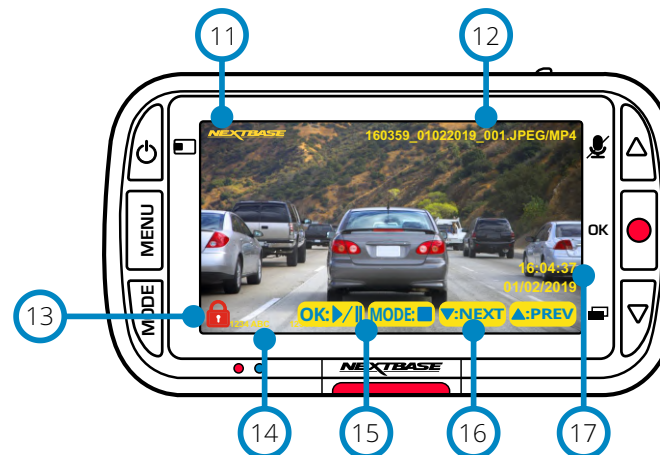 11
12
NEXTBASE
160359_01022019_001.JPEG/MP4
MENU
OK
16:04:37
01/02/2019
13
MODE
OK: ▶/II
MODE: ■
▼:NEXT
▲:PREV
NEXTBASE
14
15
16
17